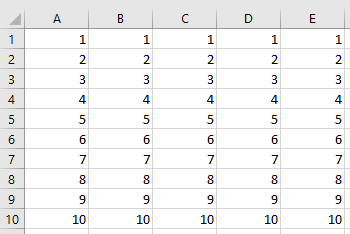 A B C D E
1 1 1 1 1 1
2 2 2 2 2 2
3 3 3 3 3 3
4 4 4 4 4 4
5 5 5 5 5 5
6 6 6 6 6 6
7 7 7 7 7 7
8 8 8 8 8 8
9 9 9 9 9 9
10 10 10 10 10 10